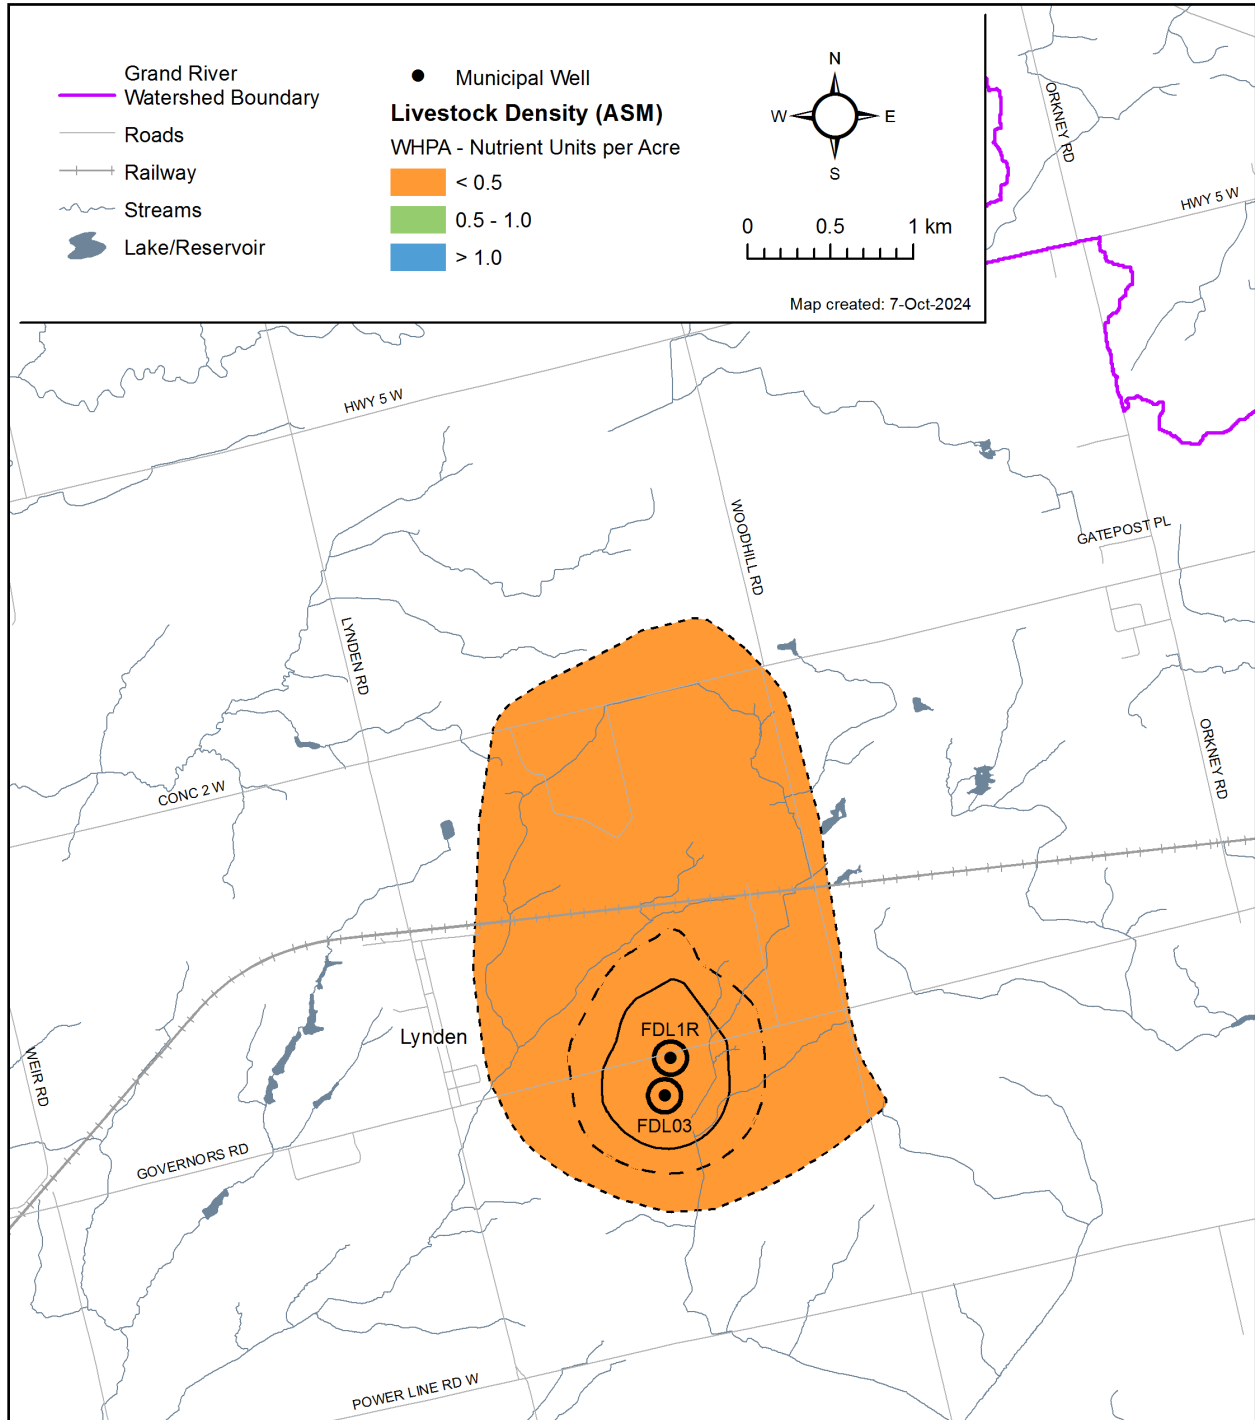 Grand River
Watershed Boundary
Roads
Railway
Streams
Lake/Reservoir
Municipal Well
Livestock Density (ASM)
WHPA - Nutrient Units per Acre
< 0.5
0.5 - 1.0
> 1.0
N
W
E
S
0
0.5
1 km
Map created: 7-Oct-2024
ORKNEY RD
HWY 5 W
HWY 5 W
WOODHILL RD
GATEPOST PL
LYNDEN RD
ORKNEY RD
CONC 2 W
Lynden
FDL1R
FDL03
WEIR RD
GOVERNORS RD
POWER LINE RD W